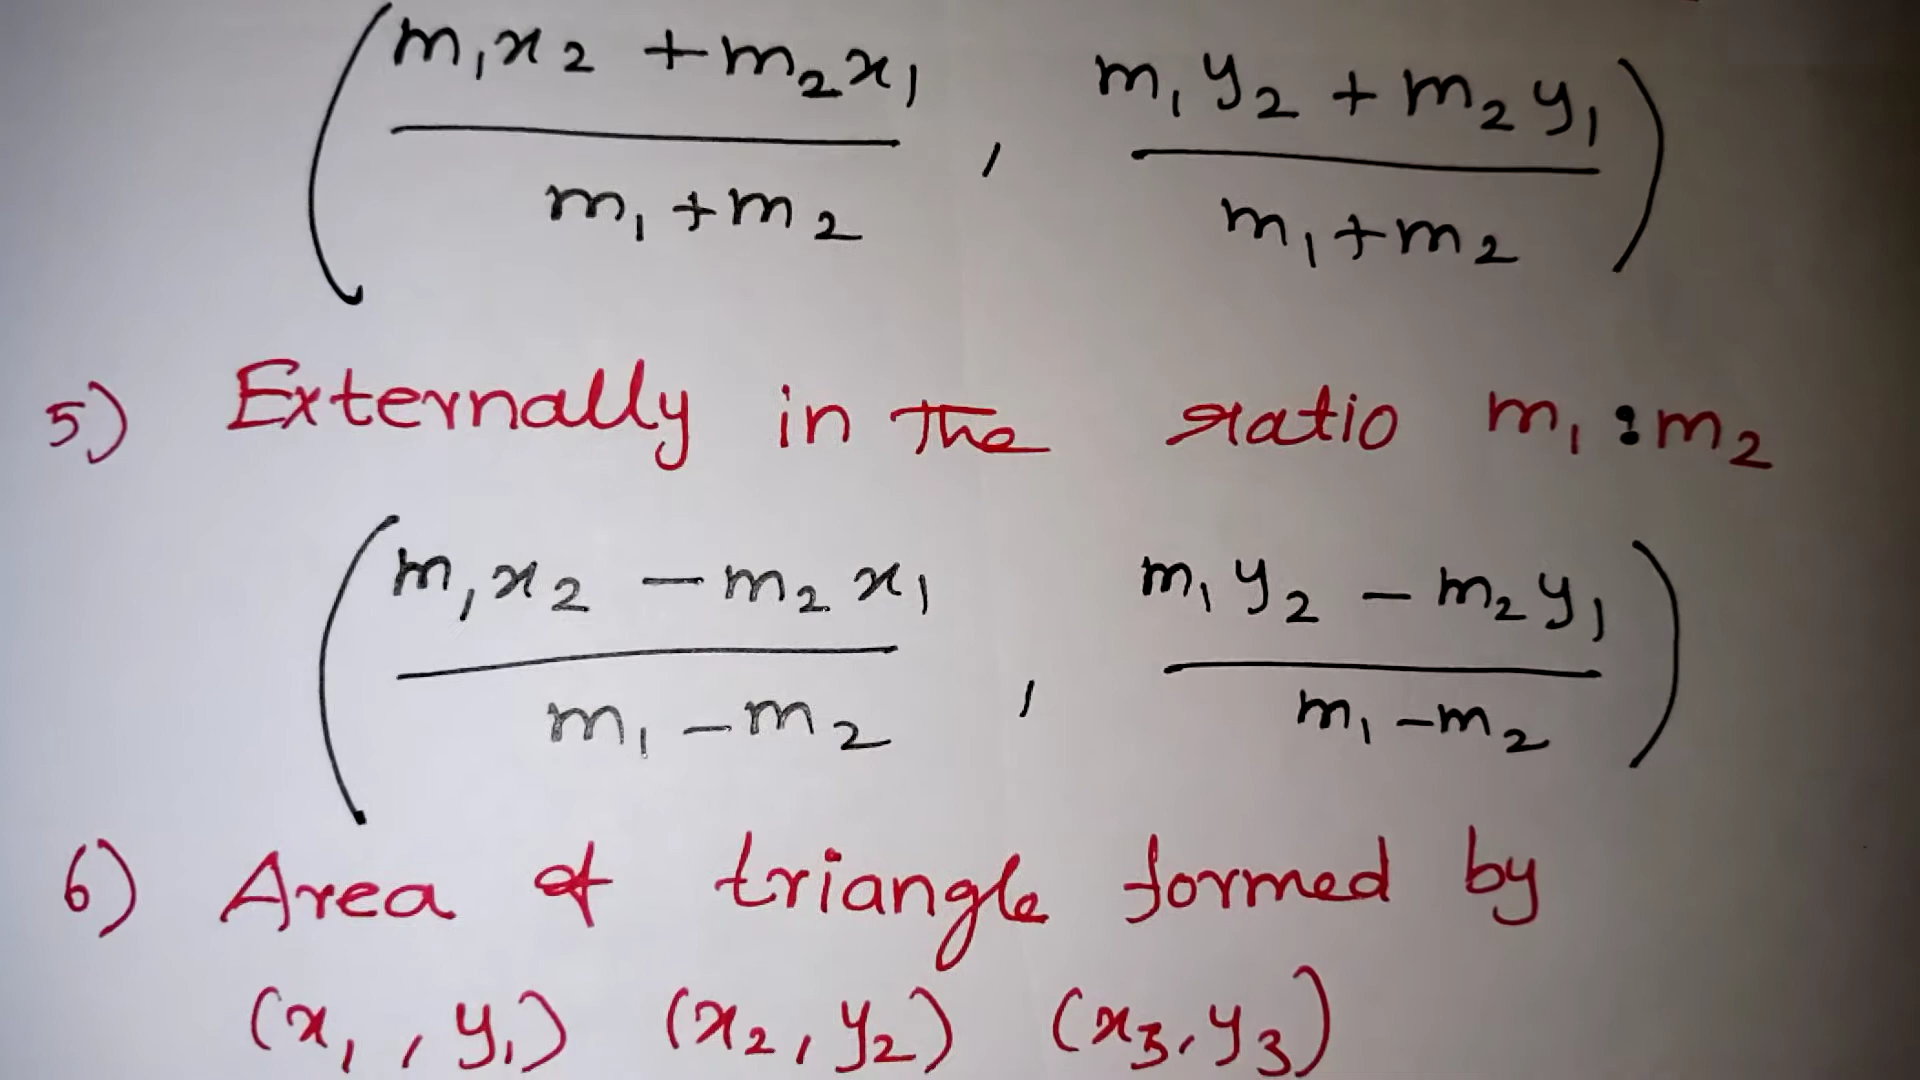 (m₁x₂ + m₂x₁ / m₁ + m₂ , m₁y₂ + m₂y₁ / m₁ + m₂)
5) Externally in the ratio m₁ : m₂
(m₁x₂ − m₂x₁ / m₁ − m₂ , m₁y₂ − m₂y₁ / m₁ − m₂)
6) Area of triangle formed by
(x₁, y₁) (x₂, y₂) (x₃, y₃)